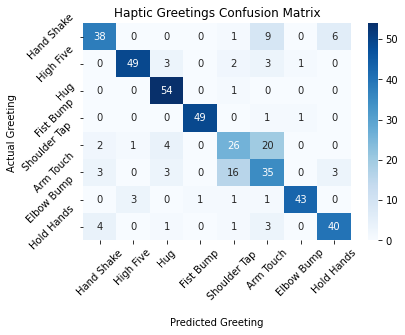 Haptic Greetings Confusion Matrix
Actual Greeting
Hand Shake 38 0 0 0 1 9 0 6
High Five 0 49 3 0 2 3 1 0
Hug 0 0 54 0 1 0 0 0
Fist Bump 0 0 0 49 0 1 1 0
Shoulder Tap 2 1 4 0 26 20 0 0
Arm Touch 3 0 3 0 16 35 0 3
Elbow Bump 0 3 0 1 1 1 43 0
Hold Hands 4 0 1 0 1 3 0 40
Hand Shake High Five Hug Fist Bump Shoulder Tap Arm Touch Elbow Bump Hold Hands
Predicted Greeting
50
40
30
20
10
0